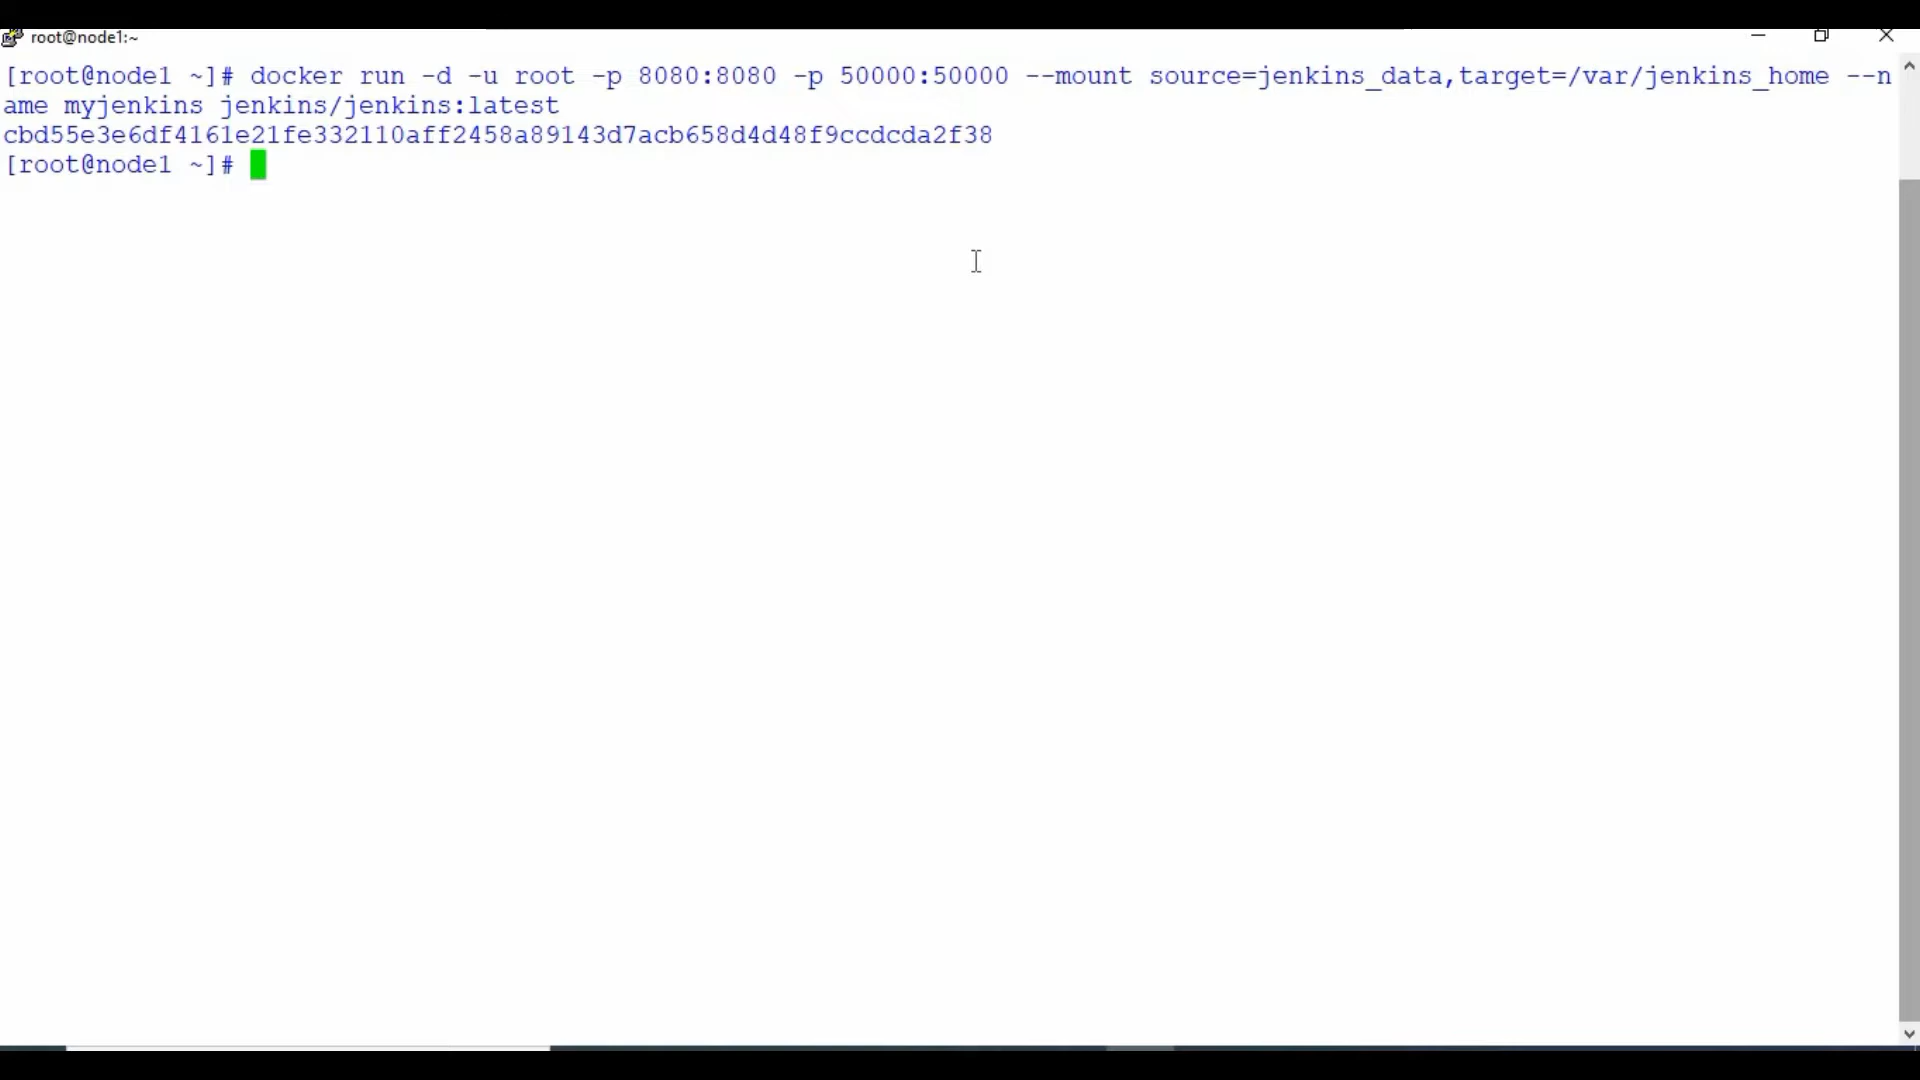 root@node1:~
[root@node1 ~]# docker run -d -u root -p 8080:8080 -p 50000:50000 --mount source=jenkins_data,target=/var/jenkins_home --n
ame myjenkins jenkins/jenkins:latest
cbd55e3e6df4161e21fe332110aff2458a89143d7acb658d4d48f9ccdcda2f38
[root@node1 ~]#